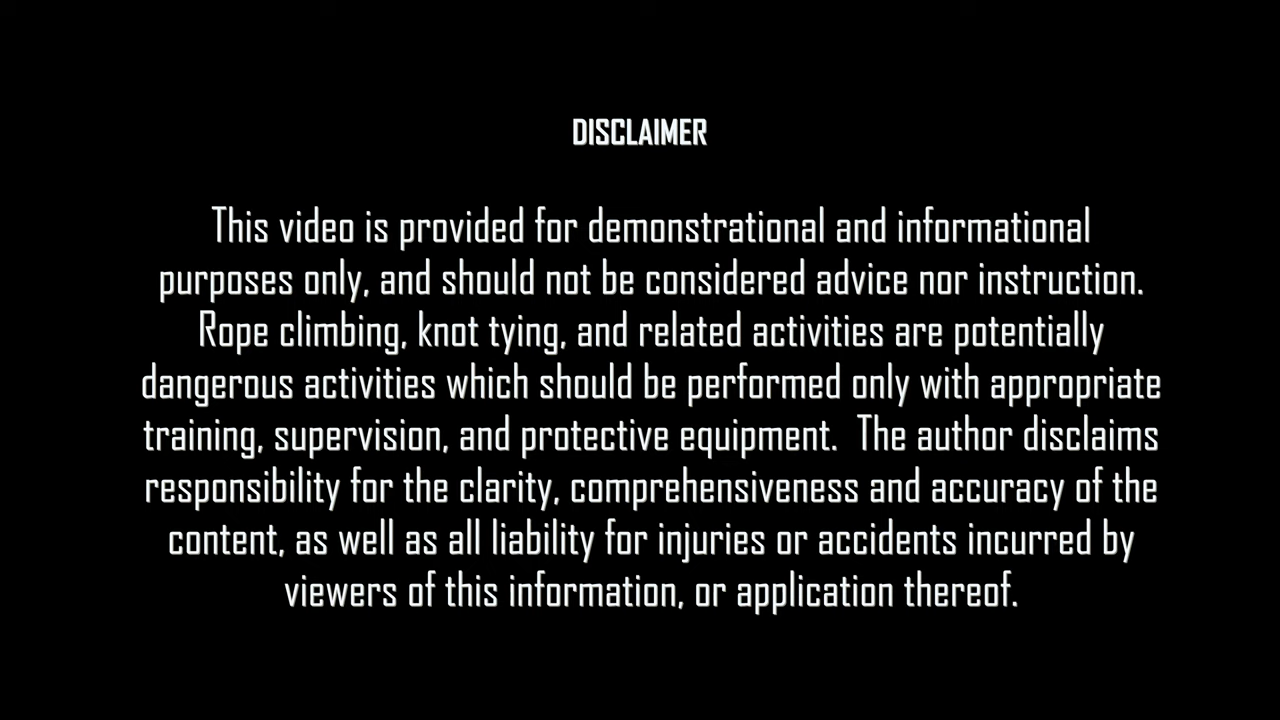 DISCLAIMER
This video is provided for demonstrational and informational
purposes only, and should not be considered advice nor instruction.
Rope climbing, knot tying, and related activities are potentially
dangerous activities which should be performed only with appropriate
training, supervision, and protective equipment.  The author disclaims
responsibility for the clarity, comprehensiveness and accuracy of the
content, as well as all liability for injuries or accidents incurred by
viewers of this information, or application thereof.